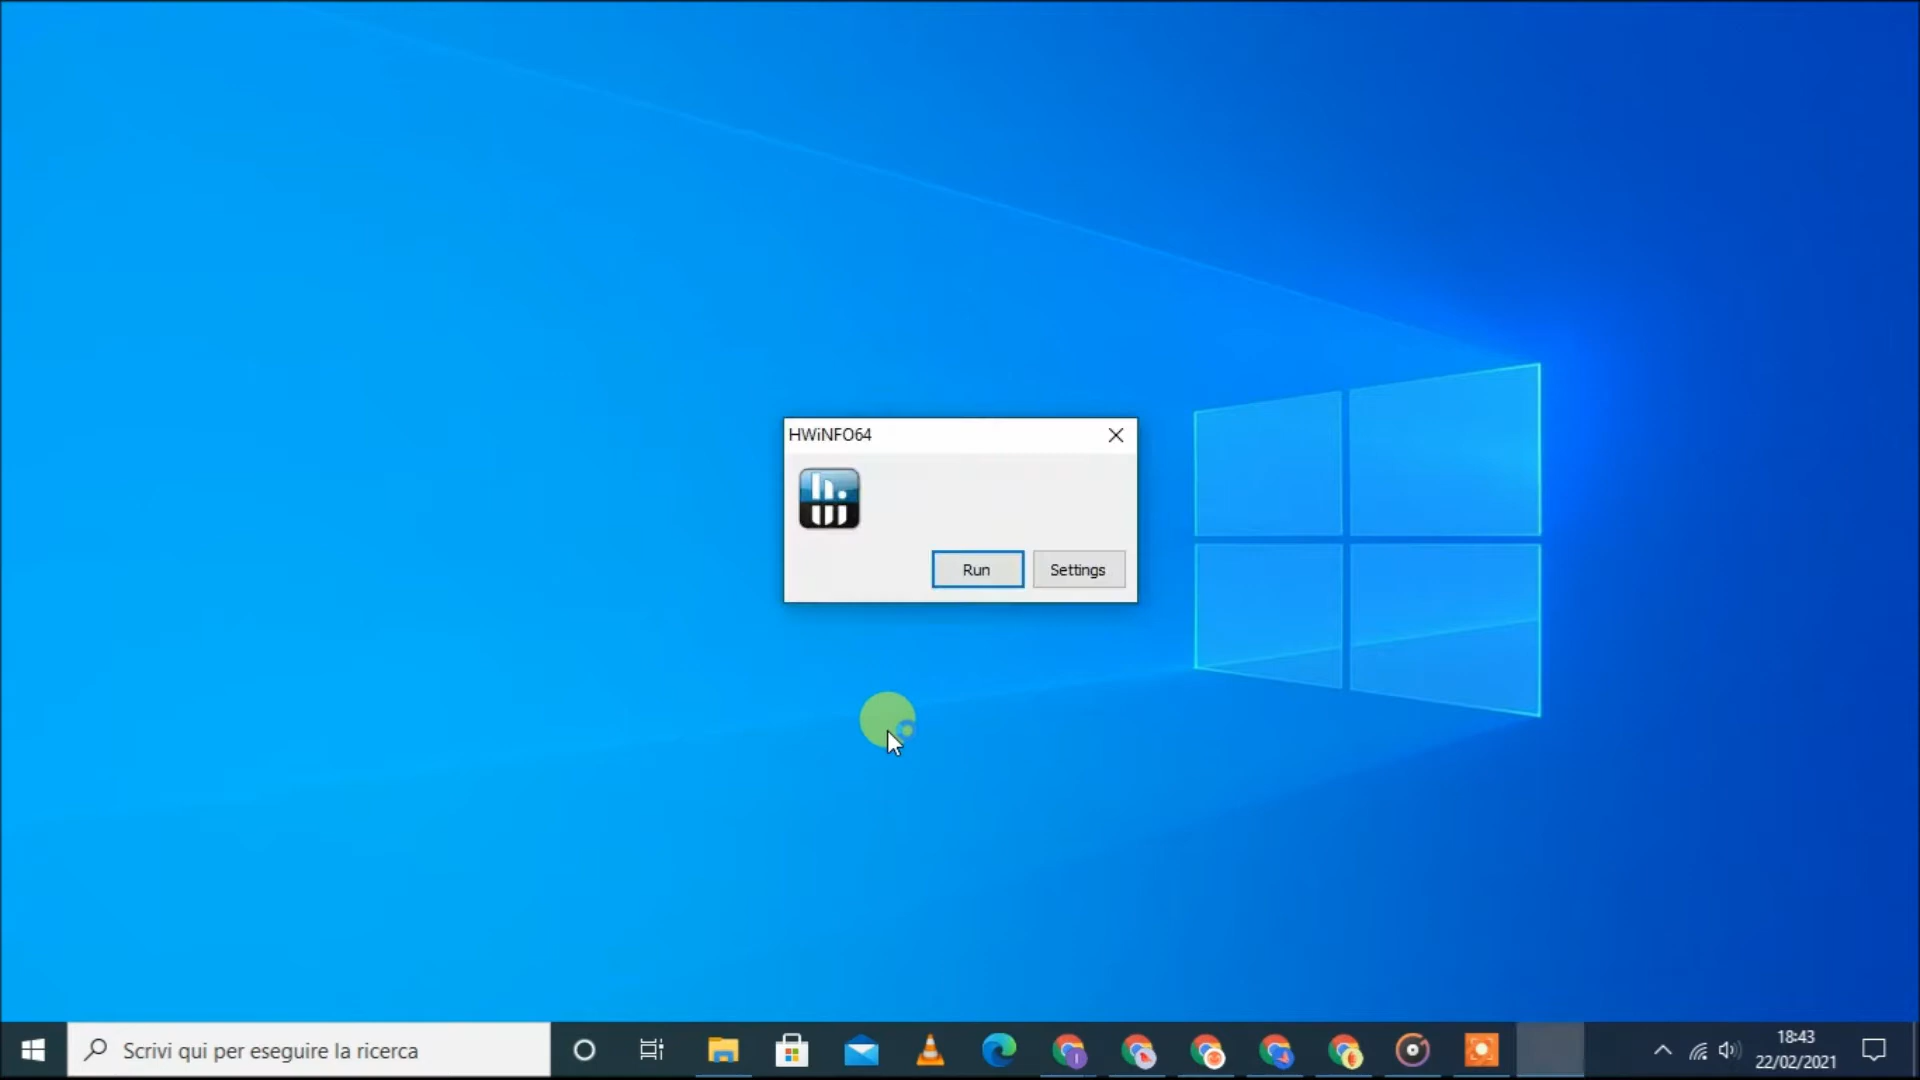 HWiNFO64
Run
Settings
Scrivi qui per eseguire la ricerca
18:43
22/02/2021